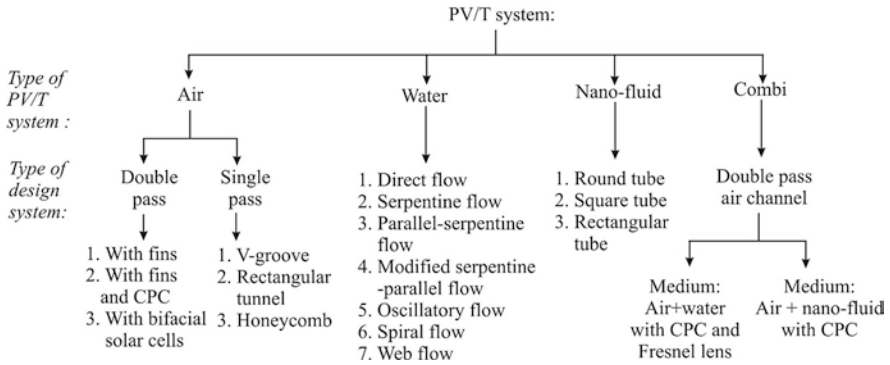 PV/T system:
Type of
PV/T
system :
Air
Water
Nano-fluid
Combi
Type of
design
system:
Double
pass
Single
pass
1. With fins
2. With fins
and CPC
3. With bifacial
solar cells
1. V-groove
2. Rectangular
tunnel
3. Honeycomb
1. Direct flow
2. Serpentine flow
3. Parallel-serpentine
flow
4. Modified serpentine
-parallel flow
5. Oscillatory flow
6. Spiral flow
7. Web flow
1. Round tube
2. Square tube
3. Rectangular
tube
Double pass
air channel
Medium:
Air+water
with CPC and
Fresnel lens
Medium:
Air + nano-fluid
with CPC